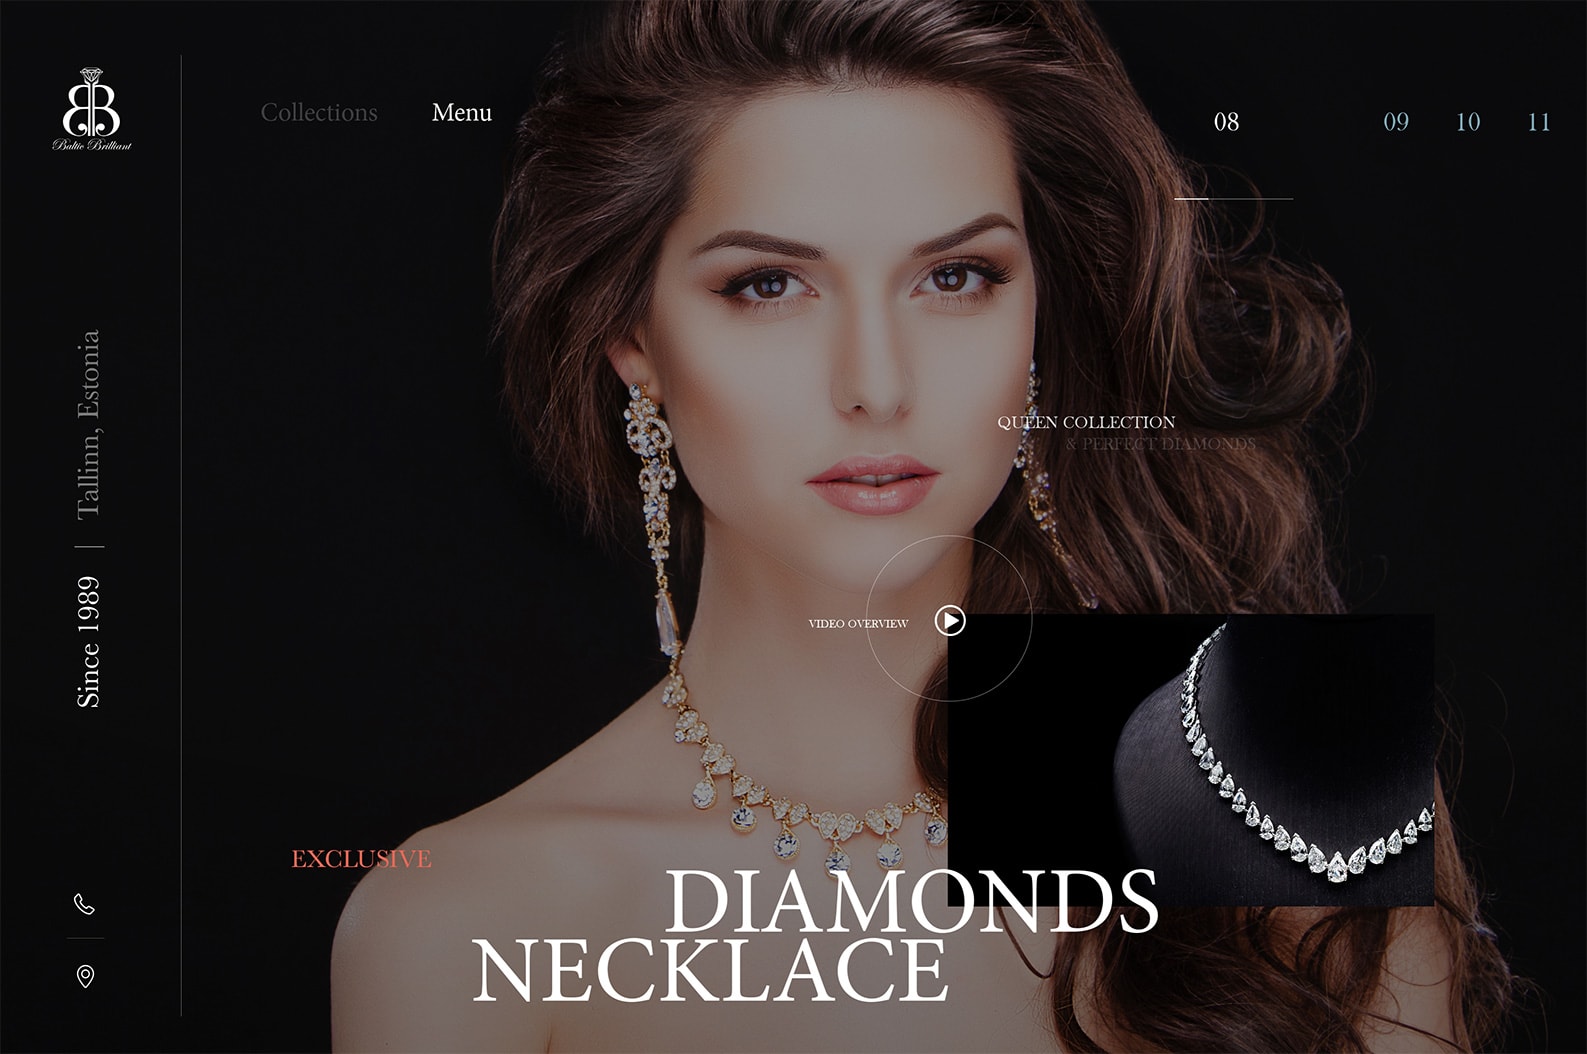 Baltic Brilliant
Collections
Menu
08
09
10
11
Tallinn, Estonia
Since 1989
QUEEN COLLECTION
& PERFECT DIAMONDS
VIDEO OVERVIEW
EXCLUSIVE
DIAMONDS
NECKLACE